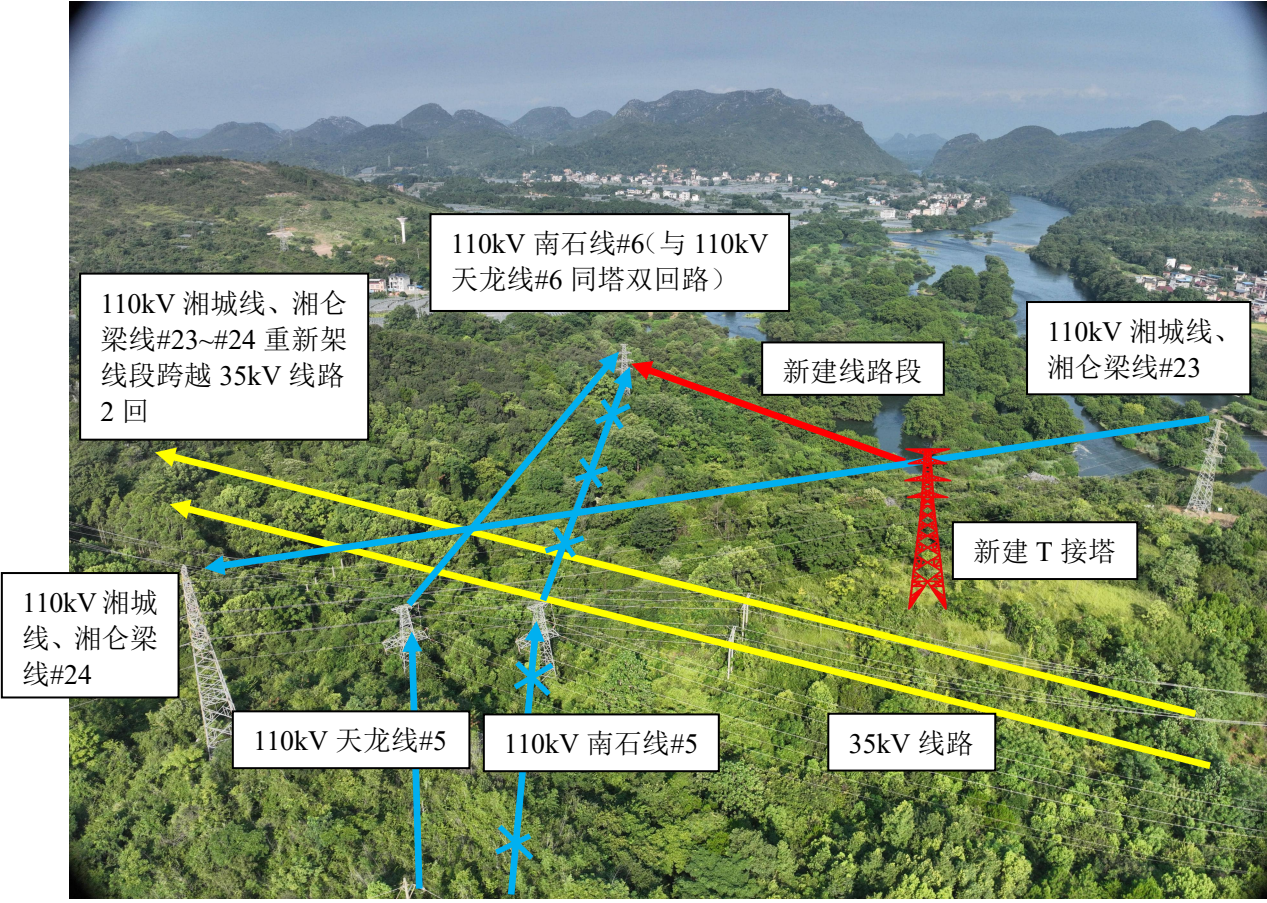 110kV 南石线#6（与 110kV
天龙线#6 同塔双回路）
110kV 湘城线、湘仑
梁线#23~#24 重新架
线段跨越 35kV 线路
2 回
新建线路段
110kV 湘城线、
湘仑梁线#23
新建 T 接塔
110kV 湘城
线、湘仑梁
线#24
110kV 天龙线#5
110kV 南石线#5
35kV 线路